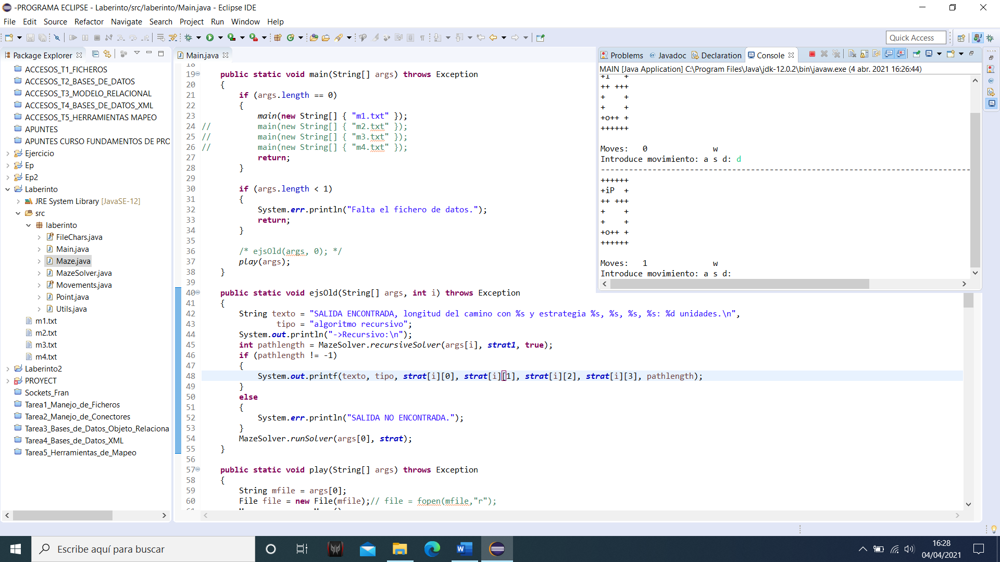 -PROGRAMA ECLIPSE - Laberinto/src/laberinto/Main.java - Eclipse IDE
File Edit Source Refactor Navigate Search Project Run Window Help
Quick Access
Package Explorer
ACCESOS_T1_FICHEROS
ACCESOS_T2_BASES_DE_DATOS
ACCESOS_T3_MODELO_RELACIONAL
ACCESOS_T4_BASES_DE_DATOS_XML
ACCESOS_T5_HERRAMIENTAS MAPEO
APUNTES
APUNTES CURSO FUNDAMENTOS DE PRO
Ejercicio
Ep
Ep2
Laberinto
JRE System Library [JavaSE-12]
src
laberinto
FileChars.java
Main.java
Maze.java
MazeSolver.java
Movements.java
Point.java
Utils.java
m1.txt
m2.txt
m3.txt
m4.txt
Laberinto2
PROYECT
Sockets_Fran
Tarea1_Manejo_de_Ficheros
Tarea2_Manejo_de_Conectores
Tarea3_Bases_de_Datos_Objeto_Relaciona
Tarea4_Bases_de_Datos_XML
Tarea5_Herramientas_de_Mapeo
Main.java
18
19 public static void main(String[] args) throws Exception
20 {
21 if (args.length == 0)
22 {
23 main(new String[] { "m1.txt" });
24 // main(new String[] { "m2.txt" });
25 // main(new String[] { "m3.txt" });
26 // main(new String[] { "m4.txt" });
27 return;
28 }
29
30 if (args.length < 1)
31 {
32 System.err.println("Falta el fichero de datos.");
33 return;
34 }
35
36 /* ejsOld(args, 0); */
37 play(args);
38 }
39
40 public static void ejsOld(String[] args, int i) throws Exception
41 {
42 String texto = "SALIDA ENCONTRADA, longitud del camino con %s y estrategia %s, %s, %s, %s: %d unidades.\n",
43 tipo = "algoritmo recursivo";
44 System.out.println("->Recursivo:\n");
45 int pathlength = MazeSolver.recursiveSolver(args[i], strat1, true);
46 if (pathlength != -1)
47 {
48 System.out.printf(texto, tipo, strat[i][0], strat[i][1], strat[i][2], strat[i][3], pathlength);
49 }
50 else
51 {
52 System.err.println("SALIDA NO ENCONTRADA.");
53 }
54 MazeSolver.runSolver(args[0], strat);
55 }
56
57 public static void play(String[] args) throws Exception
58 {
59 String mfile = args[0];
60 File file = new File(mfile);// file = fopen(mfile,"r");
Problems Javadoc Declaration Console
MAIN [Java Application] C:\Program Files\Java\jdk-12.0.2\bin\javaw.exe (4 abr. 2021 16:26:44)
++ +++
+    +
+    +
+o++ +
++++++
Moves: 0 w
Introduce movimiento: a s d: d
-------------------------------------------------------------------------------
++++++
+iP  +
++ +++
+    +
+    +
+o++ +
++++++
Moves: 1 w
Introduce movimiento: a s d:
Escribe aquí para buscar
16:28
04/04/2021